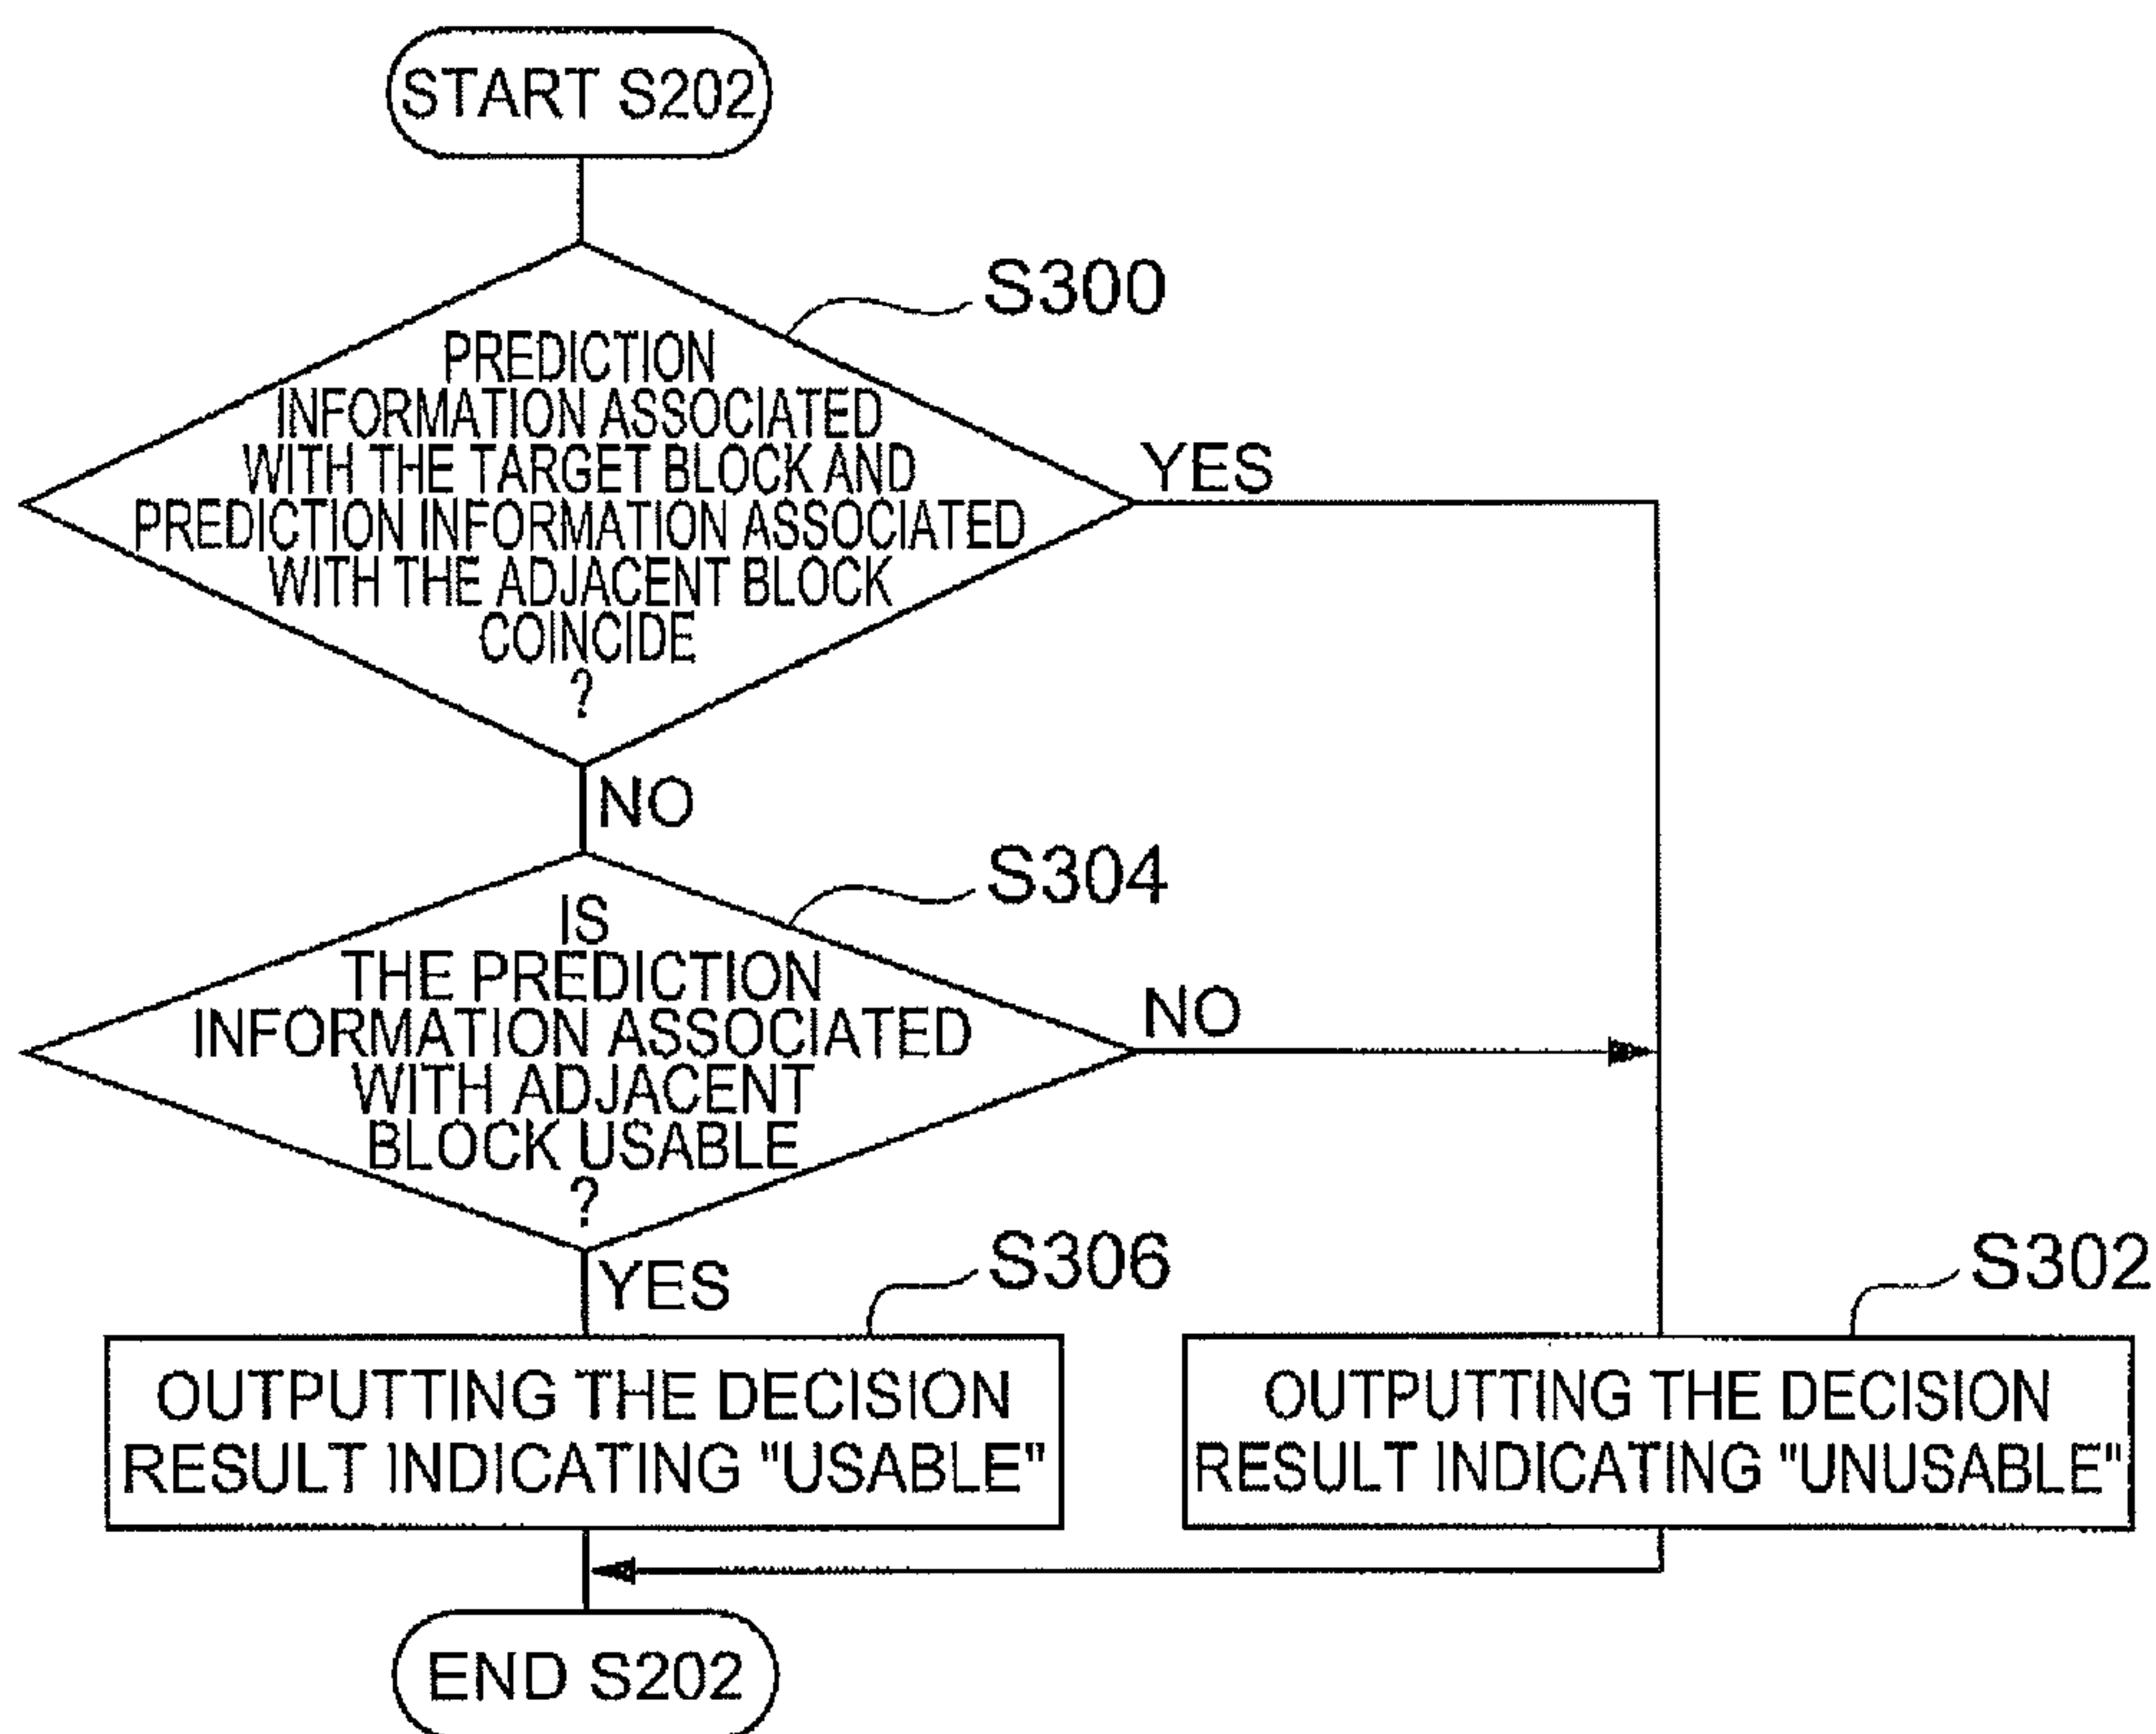 START S202
S300
PREDICTION
INFORMATION ASSOCIATED
WITH THE TARGET BLOCK AND
PREDICTION INFORMATION ASSOCIATED
WITH THE ADJACENT BLOCK
COINCIDE
?
YES
NO
S304
IS
THE PREDICTION
INFORMATION ASSOCIATED
WITH ADJACENT
BLOCK USABLE
?
NO
YES
S306
OUTPUTTING THE DECISION
RESULT INDICATING "USABLE"
S302
OUTPUTTING THE DECISION
RESULT INDICATING "UNUSABLE"
END S202